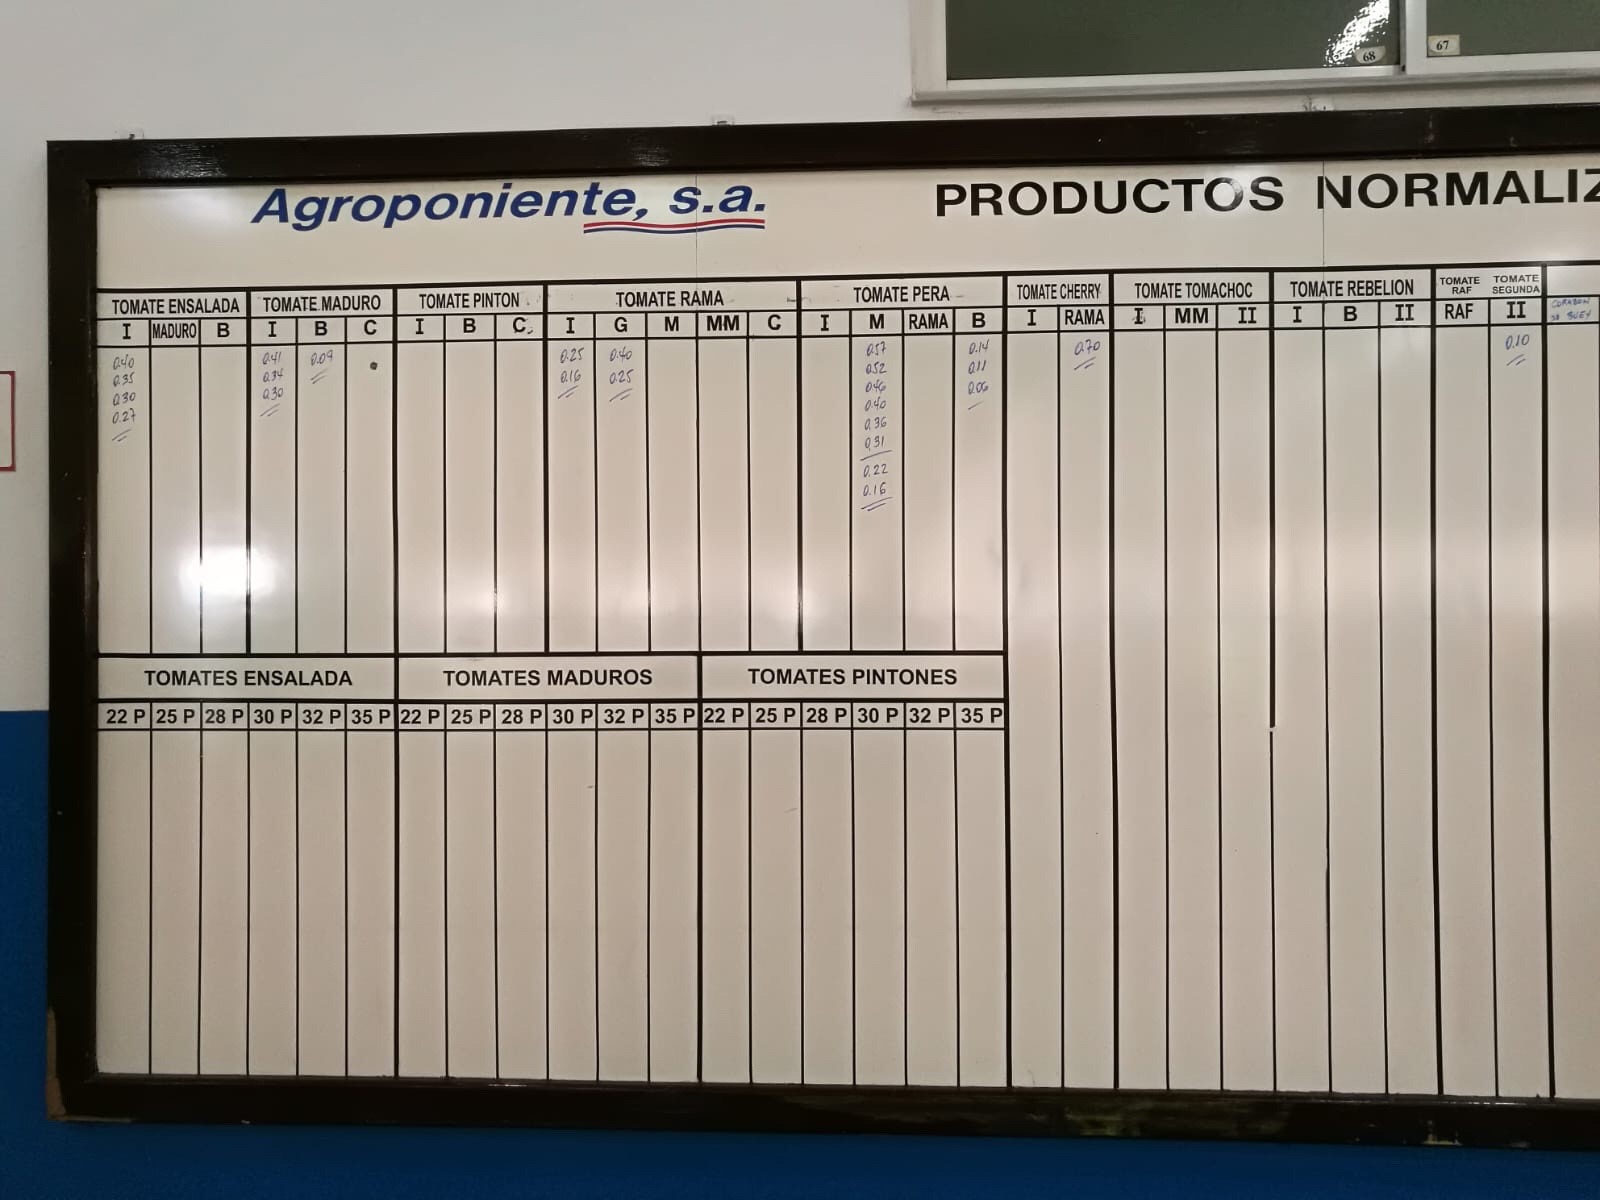 68
67
Agroponiente, s.a.
PRODUCTOS NORMALIZ
TOMATE ENSALADA TOMATE MADURO TOMATE PINTON TOMATE RAMA TOMATE PERA TOMATE CHERRY TOMATE TOMACHOC TOMATE REBELION TOMATE RAF TOMATE SEGUNDA CORAZON DE BUEY
I MADURO B I B C I B C I G M MM C I M RAMA B I RAMA I MM II I B II RAF II
0.40 0.41 0.09 0.25 0.40 0.57 0.14 0.70 0.10
0.35 0.34 0.16 0.25 0.52 0.11
0.30 0.30 0.46 0.06
0.27 0.40
0.36
0.31
0.22
0.16
TOMATES ENSALADA TOMATES MADUROS TOMATES PINTONES
22 P 25 P 28 P 30 P 32 P 35 P 22 P 25 P 28 P 30 P 32 P 35 P 22 P 25 P 28 P 30 P 32 P 35 P